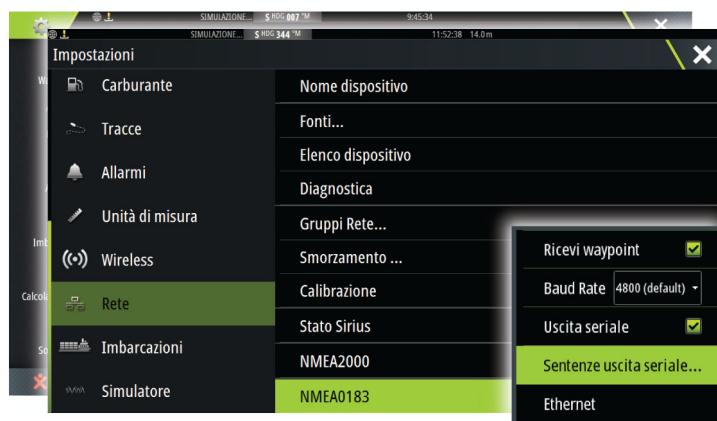 SIMULAZIONE... S HDG 007 °M 9:45:34
SIMULAZIONE... S HDG 344 °M 11:52:38 14.0 m
Impostazioni
Carburante
Tracce
Allarmi
Unità di misura
Wireless
Rete
Imbarcazioni
Simulatore
Nome dispositivo
Fonti...
Elenco dispositivo
Diagnostica
Gruppi Rete...
Smorzamento ...
Calibrazione
Stato Sirius
NMEA2000
NMEA0183
Ricevi waypoint
Baud Rate 4800 (default)
Uscita seriale
Sentenze uscita seriale...
Ethernet